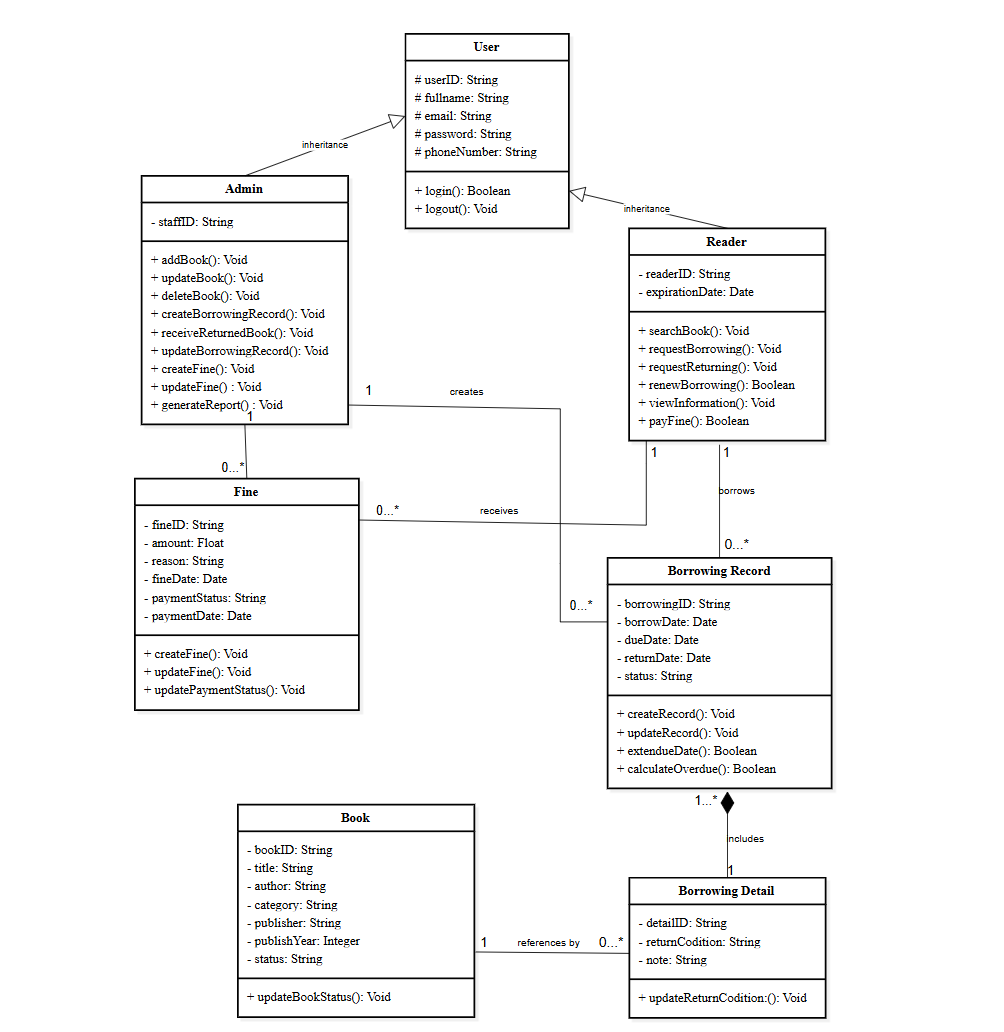 User
# userID: String
# fullname: String
# email: String
# password: String
# phoneNumber: String
+ login(): Boolean
+ logout(): Void
inheritance
inheritance
Admin
- staffID: String
+ addBook(): Void
+ updateBook(): Void
+ deleteBook(): Void
+ createBorrowingRecord(): Void
+ receiveReturnedBook(): Void
+ updateBorrowingRecord(): Void
+ createFine(): Void
+ updateFine() : Void
+ generateReport() : Void
Reader
- readerID: String
- expirationDate: Date
+ searchBook(): Void
+ requestBorrowing(): Void
+ requestReturning(): Void
+ renewBorrowing(): Boolean
+ viewInformation(): Void
+ payFine(): Boolean
1
creates
0...*
1
0...*
1
receives
0...*
1
borrows
0...*
Fine
- fineID: String
- amount: Float
- reason: String
- fineDate: Date
- paymentStatus: String
- paymentDate: Date
+ createFine(): Void
+ updateFine(): Void
+ updatePaymentStatus(): Void
Borrowing Record
- borrowingID: String
- borrowDate: Date
- dueDate: Date
- returnDate: Date
- status: String
+ createRecord(): Void
+ updateRecord(): Void
+ extendueDate(): Boolean
+ calculateOverdue(): Boolean
1...*
includes
1
Book
- bookID: String
- title: String
- author: String
- category: String
- publisher: String
- publishYear: Integer
- status: String
+ updateBookStatus(): Void
1
references by
0...*
Borrowing Detail
- detailID: String
- returnCodition: String
- note: String
+ updateReturnCodition:(): Void